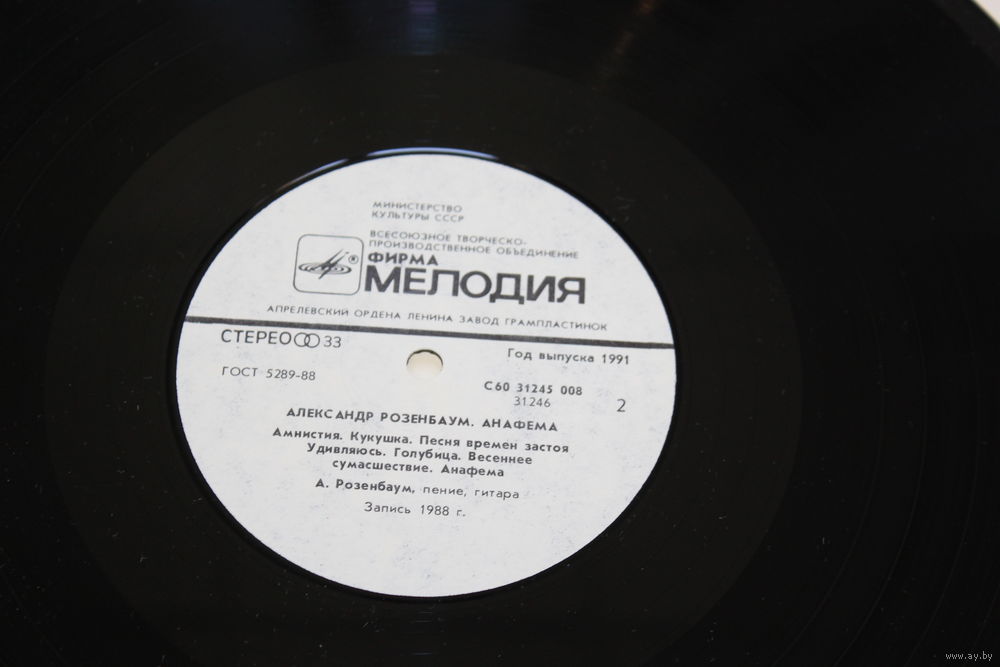 МИНИСТЕРСТВО
КУЛЬТУРЫ СССР
ВСЕСОЮЗНОЕ ТВОРЧЕСКО-
ПРОИЗВОДСТВЕННОЕ ОБЪЕДИНЕНИЕ
® ФИРМА
МЕЛОДИЯ
АПРЕЛЕВСКИЙ ОРДЕНА ЛЕНИНА ЗАВОД ГРАМПЛАСТИНОК
СТЕРЕО 33
Год выпуска 1991
ГОСТ 5289-88
С60 31245 008
31246
2
АЛЕКСАНДР РОЗЕНБАУМ. АНАФЕМА
Амнистия. Кукушка. Песня времен застоя
Удивляюсь. Голубица. Весеннее
сумасшествие. Анафема
А. Розенбаум, пение, гитара
Запись 1988 г.
www.ay.by